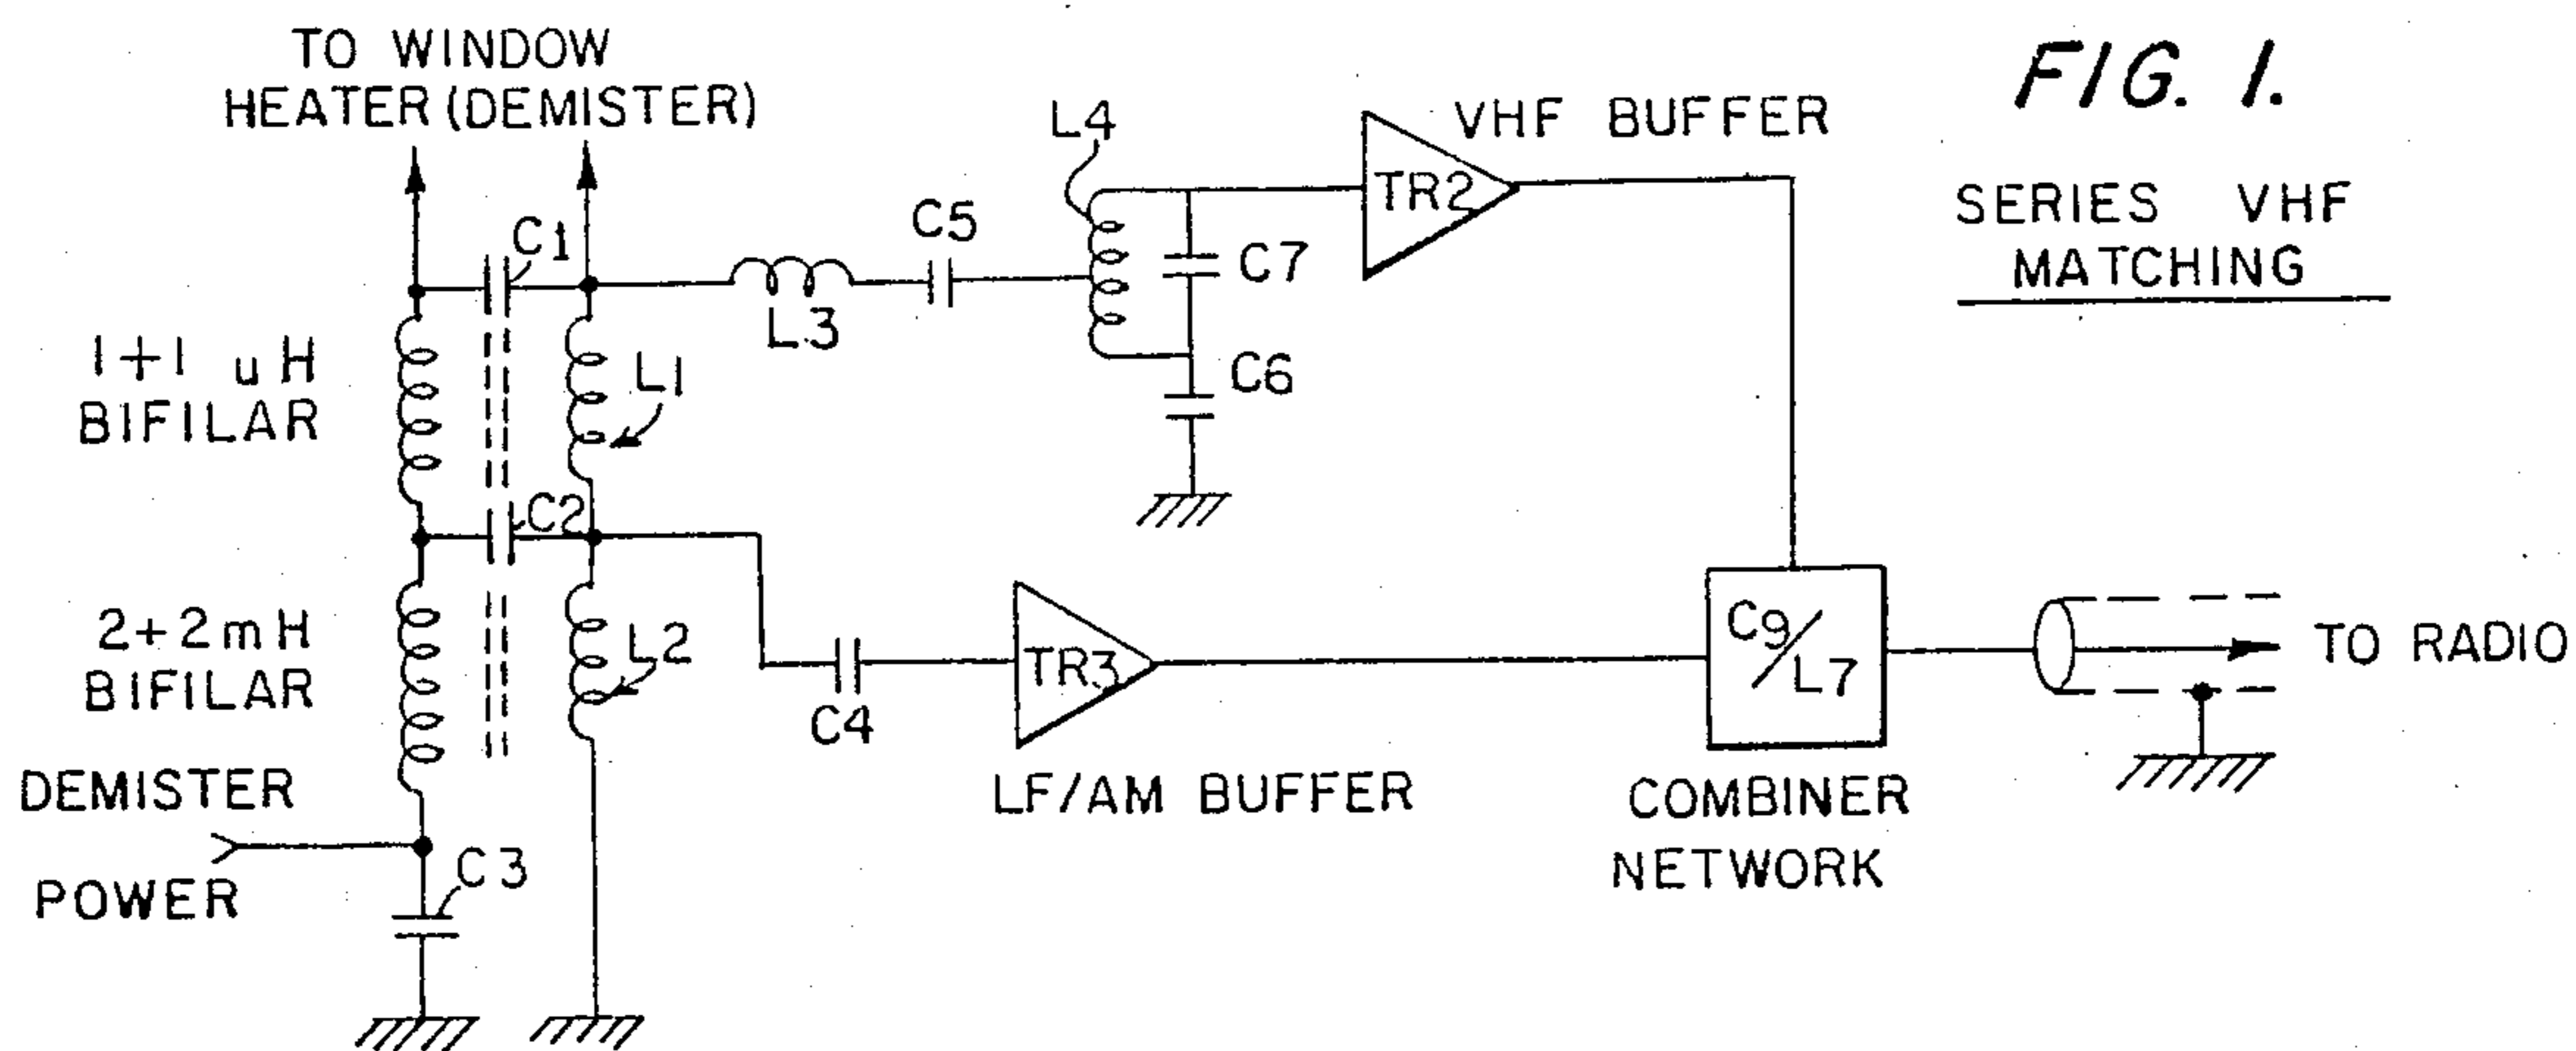 TO WINDOW
HEATER (DEMISTER)
FIG. 1.
SERIES VHF
MATCHING
L4
VHF BUFFER
TR2
C1
C5
C7
L3
C6
1+1 uH
BIFILAR
L1
C2
2+2mH
BIFILAR
L2
C4
TR3
LF/AM BUFFER
C9/L7
COMBINER
NETWORK
TO RADIO
DEMISTER
POWER
C3